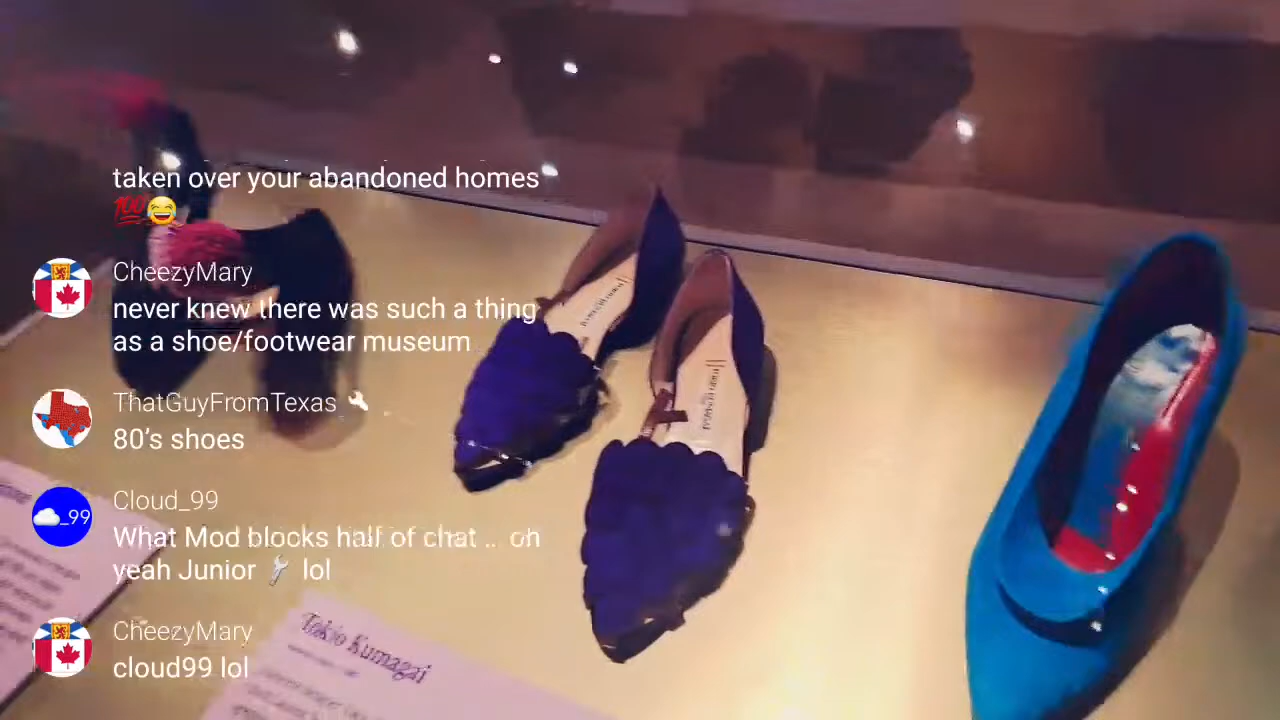 taken over your abandoned homes
💯😂
CheezyMary
never knew there was such a thing
as a shoe/footwear museum
ThatGuyFromTexas 🔧
80’s shoes
Cloud_99
☁️_99
What Mod blocks half of chat .. oh
yeah Junior 🔧 lol
CheezyMary
cloud99 lol
Tokio Kumagai